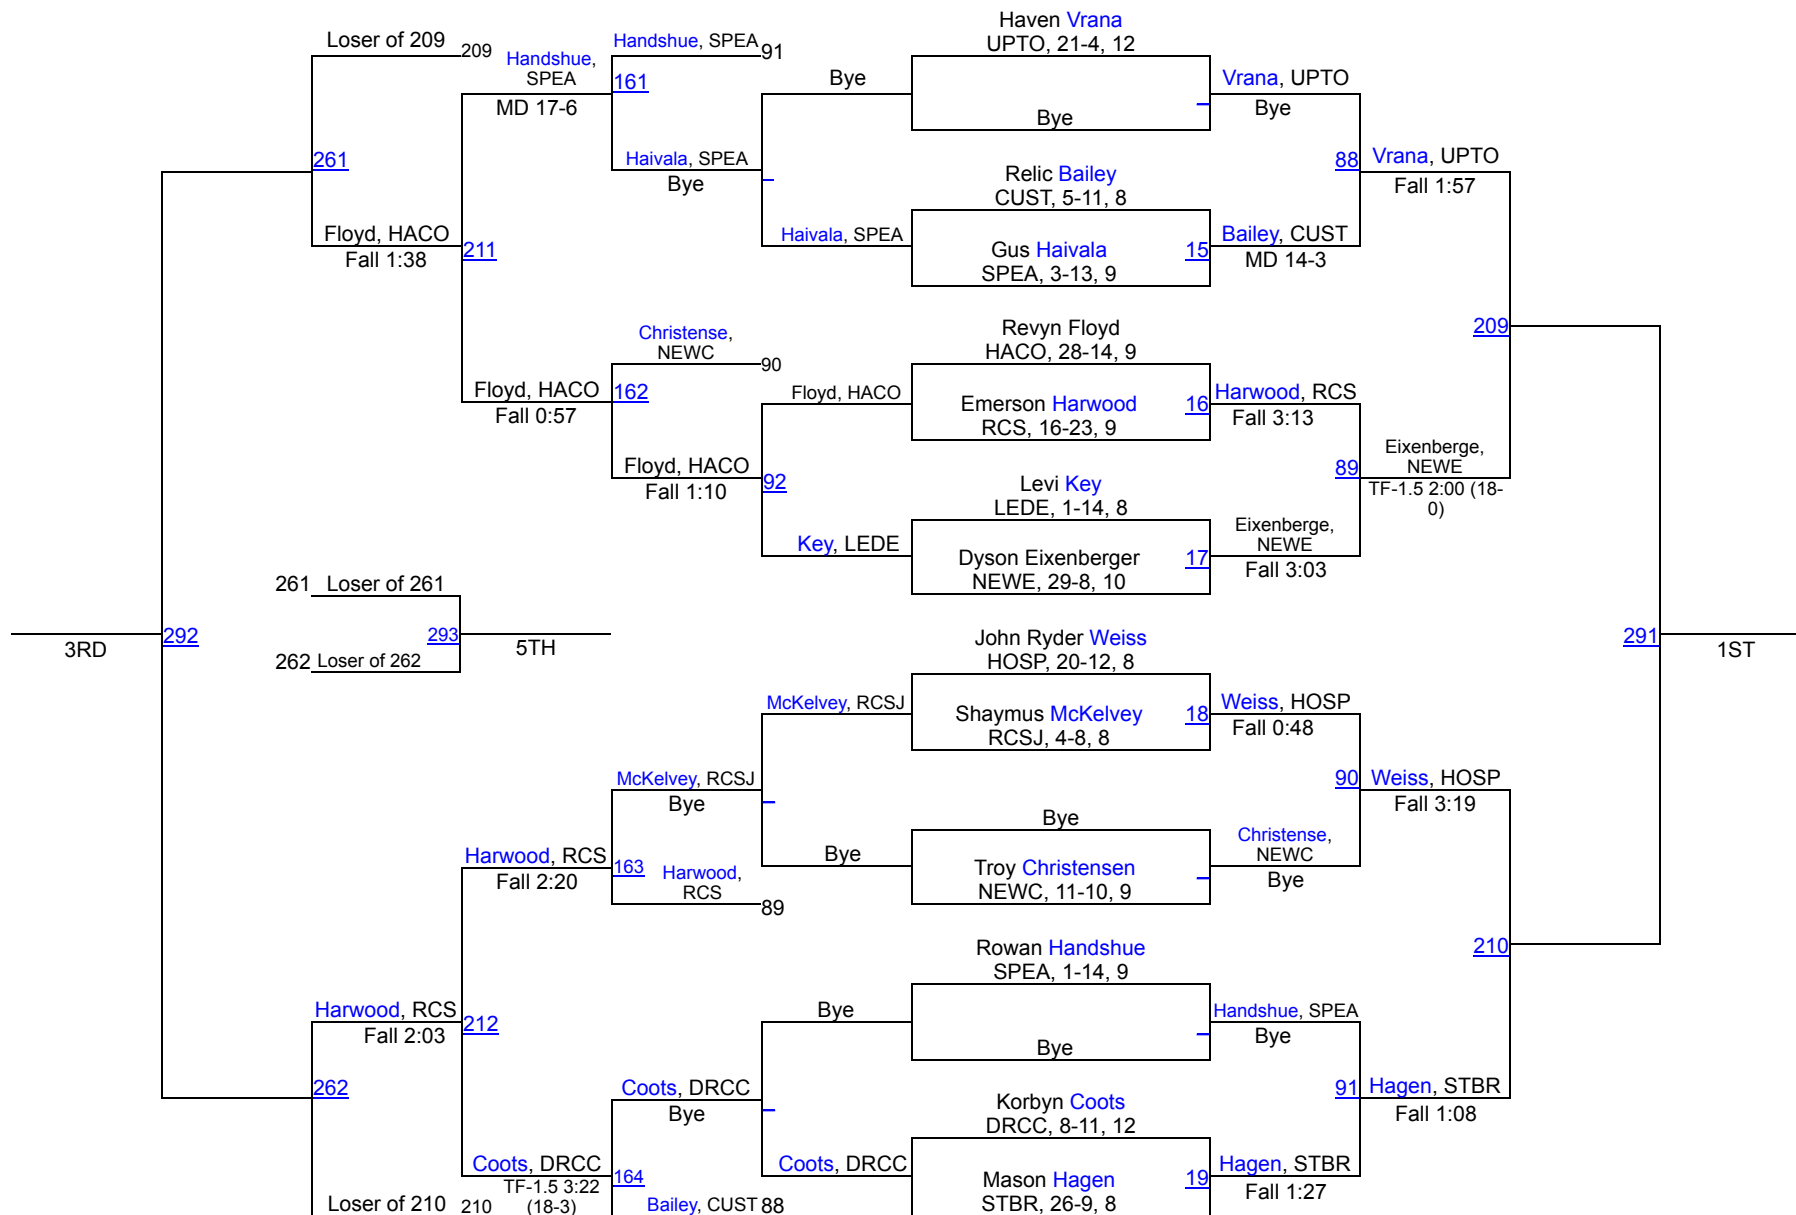 Haven Vrana
UPTO, 21-4, 12
Bye
Vrana, UPTO
Bye
Relic Bailey
CUST, 5-11, 8
Gus Haivala
SPEA, 3-13, 9
15
Bailey, CUST
MD 14-3
88
Vrana, UPTO
Fall 1:57
Revyn Floyd
HACO, 28-14, 9
Emerson Harwood
RCS, 16-23, 9
16
Harwood, RCS
Fall 3:13
Levi Key
LEDE, 1-14, 8
Dyson Eixenberger
NEWE, 29-8, 10
17
Eixenberge,
NEWE
Fall 3:03
89
Eixenberge,
NEWE
TF-1.5 2:00 (18-
0)
209
John Ryder Weiss
HOSP, 20-12, 8
Shaymus McKelvey
RCSJ, 4-8, 8
18
Weiss, HOSP
Fall 0:48
Bye
Troy Christensen
NEWC, 11-10, 9
Christense,
NEWC
Bye
90
Weiss, HOSP
Fall 3:19
Rowan Handshue
SPEA, 1-14, 9
Bye
Handshue, SPEA
Bye
Korbyn Coots
DRCC, 8-11, 12
Mason Hagen
STBR, 26-9, 8
19
Hagen, STBR
Fall 1:27
91
Hagen, STBR
Fall 1:08
210
291
1ST
Loser of 209
209
Handshue,
SPEA
MD 17-6
Handshue, SPEA
91
161
Bye
Haivala, SPEA
Bye
Haivala, SPEA
261
Floyd, HACO
Fall 1:38
211
Christense,
NEWC
90
Floyd, HACO
Fall 0:57
162
Floyd, HACO
Floyd, HACO
Fall 1:10
92
Key, LEDE
261
Loser of 261
293
5TH
262
Loser of 262
3RD
292
McKelvey, RCSJ
McKelvey, RCSJ
Bye
Bye
Harwood, RCS
Fall 2:20
163
Harwood,
RCS
89
Harwood, RCS
Fall 2:03
212
Bye
262
Coots, DRCC
Bye
Coots, DRCC
Coots, DRCC
TF-1.5 3:22
(18-3)
164
Bailey, CUST
88
Loser of 210
210